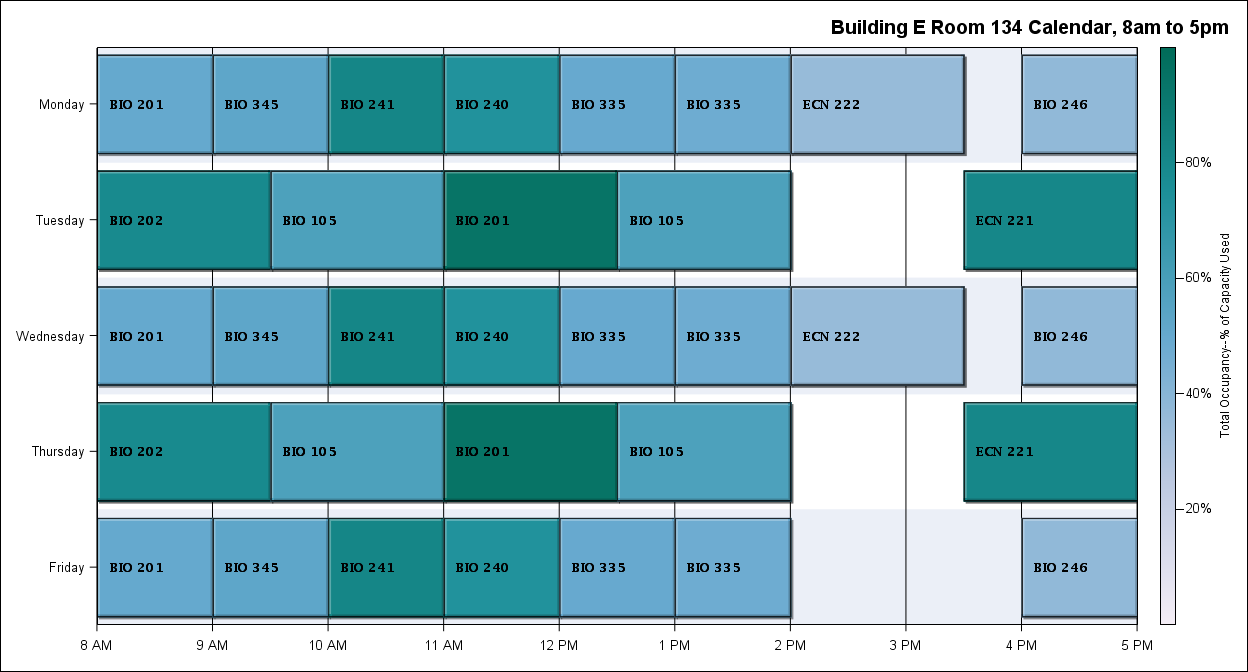 Building E Room 134 Calendar, 8am to 5pm
Monday BIO 201 BIO 345 BIO 241 BIO 240 BIO 335 BIO 335 ECN 222 BIO 246
Tuesday BIO 202 BIO 105 BIO 201 BIO 105 ECN 221
Wednesday BIO 201 BIO 345 BIO 241 BIO 240 BIO 335 BIO 335 ECN 222 BIO 246
Thursday BIO 202 BIO 105 BIO 201 BIO 105 ECN 221
Friday BIO 201 BIO 345 BIO 241 BIO 240 BIO 335 BIO 335 BIO 246
8 AM 9 AM 10 AM 11 AM 12 PM 1 PM 2 PM 3 PM 4 PM 5 PM
80%
60%
40%
20%
Total Occupancy--% of Capacity Used